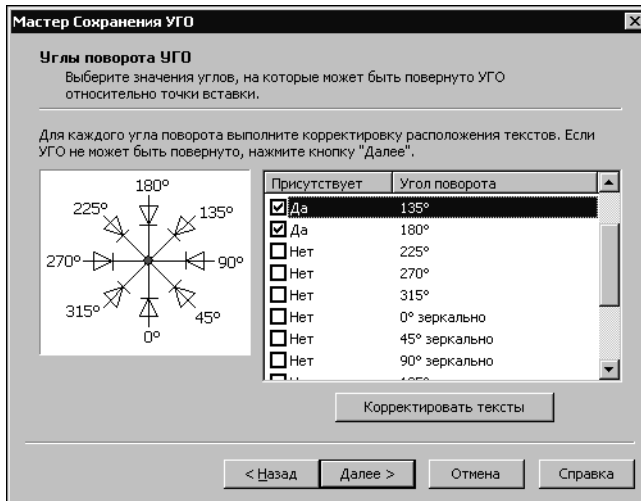 Мастер Сохранения УГО
Углы поворота УГО
Выберите значения углов, на которые может быть повернуто УГО
относительно точки вставки.
Для каждого угла поворота выполните корректировку расположения текстов. Если
УГО не может быть повернуто, нажмите кнопку "Далее".
180°
225°
135°
270°
90°
315°
45°
0°
Присутствует Угол поворота
Да 135°
Да 180°
Нет 225°
Нет 270°
Нет 315°
Нет 0° зеркально
Нет 45° зеркально
Нет 90° зеркально
Корректировать тексты
< Назад Далее > Отмена Справка